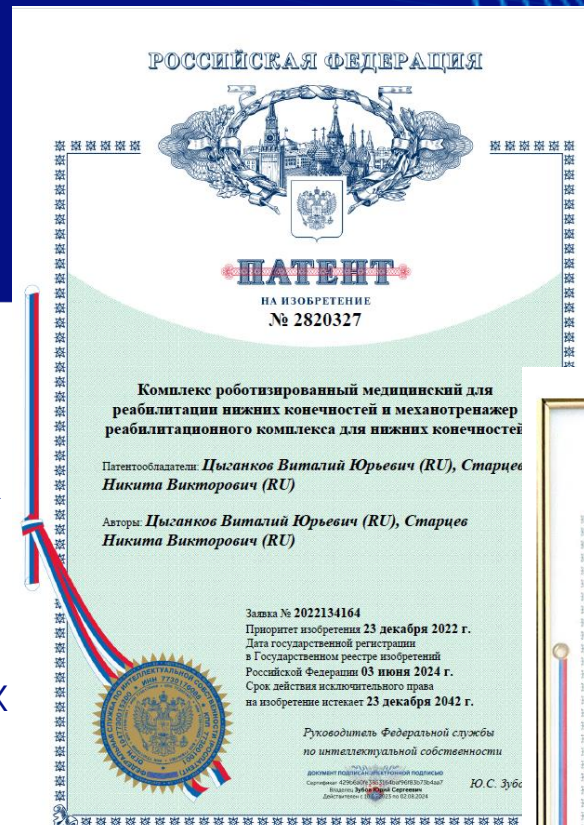 РОССИЙСКАЯ ФЕДЕРАЦИЯ
ПАТЕНТ
НА ИЗОБРЕТЕНИЕ
№ 2820327
Комплекс роботизированный медицинский для
реабилитации нижних конечностей и механотренажер
реабилитационного комплекса для нижних конечностей
Патентообладатели: Цыганков Виталий Юрьевич (RU), Старцев
Никита Викторович (RU)
Авторы: Цыганков Виталий Юрьевич (RU), Старцев
Никита Викторович (RU)
Заявка № 2022134164
Приоритет изобретения 23 декабря 2022 г.
Дата государственной регистрации
в Государственном реестре изобретений
Российской Федерации 03 июня 2024 г.
Срок действия исключительного права
на изобретение истекает 23 декабря 2042 г.
Руководитель Федеральной службы
по интеллектуальной собственности
ДОКУМЕНТ ПОДПИСАН ЭЛЕКТРОННОЙ ПОДПИСЬЮ
Владелец Зубов Юрий Сергеевич
Ю.С. Зубо
Х